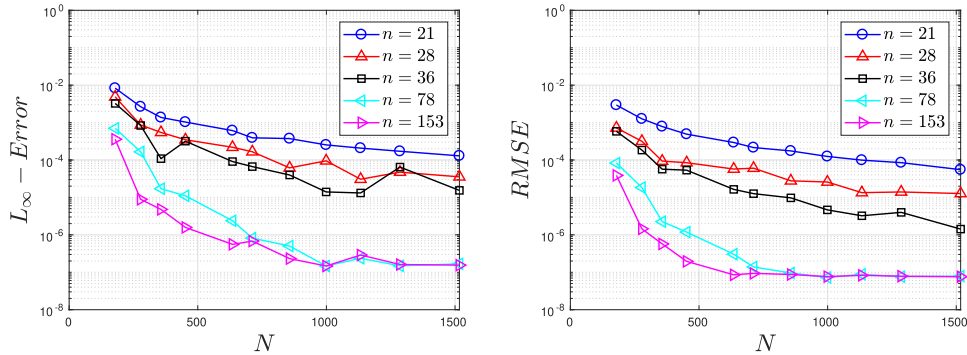 10^0
10^-2
10^-4
10^-6
10^-8
L∞ − Error
0 500 1000 1500
N
n = 21
n = 28
n = 36
n = 78
n = 153
10^0
10^-2
10^-4
10^-6
10^-8
RMSE
0 500 1000 1500
N
n = 21
n = 28
n = 36
n = 78
n = 153